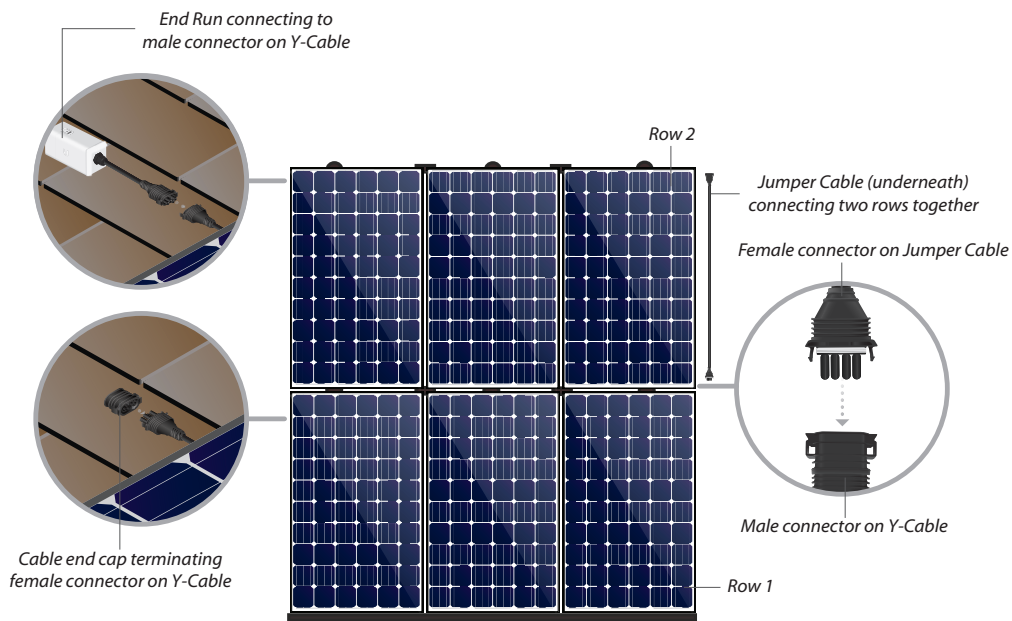 End Run connecting to
male connector on Y-Cable
Row 2
Jumper Cable (underneath)
connecting two rows together
Female connector on Jumper Cable
Male connector on Y-Cable
Cable end cap terminating
female connector on Y-Cable
Row 1